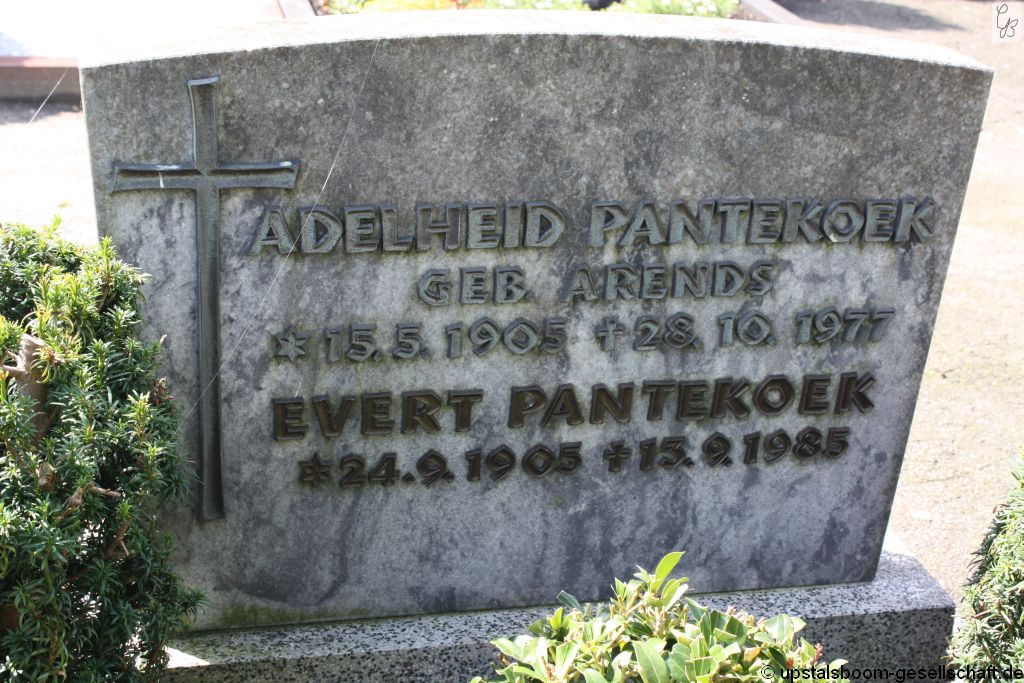 ADELHEID PANTEKOEK
GEB. ARENDS
* 15.5.1905 † 28.10.1977
EVERT PANTEKOEK
* 24.9.1905 † 13.9.1985
© upstalsboom-gesellschaft.de